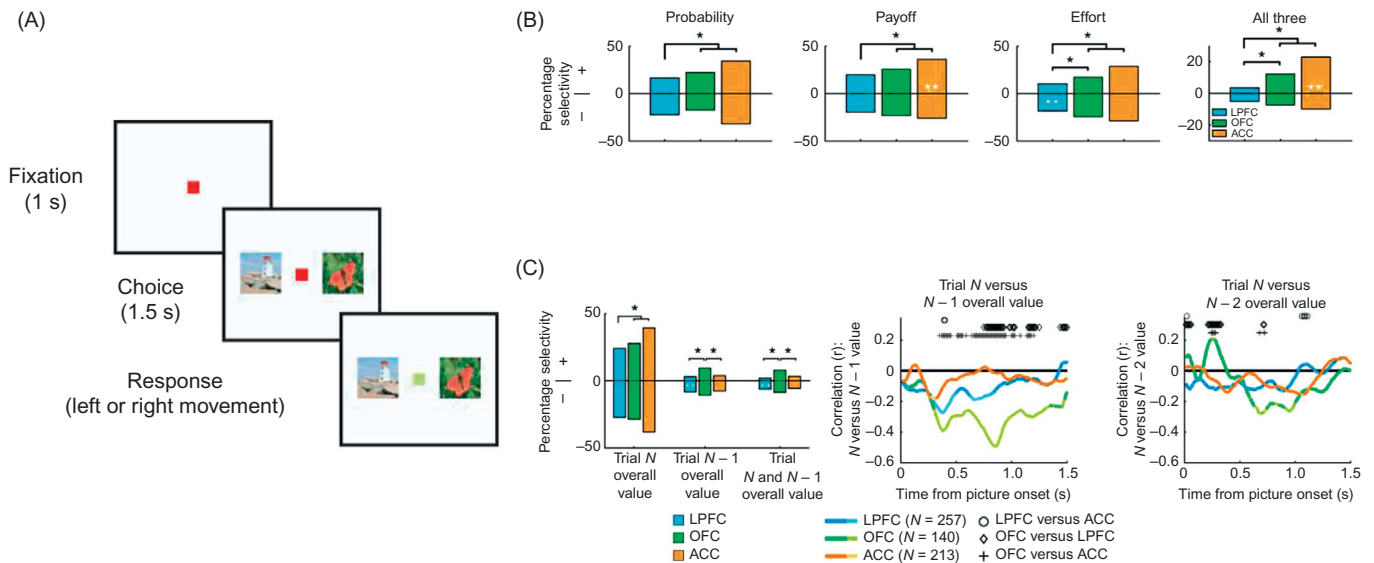 (A)
Fixation
(1 s)
Choice
(1.5 s)
Response
(left or right movement)
(B)
Probability
Payoff
Effort
All three
Percentage
selectivity
+
–
50
0
–50
*
50
0
–50
*
**
50
0
–50
*
*
**
20
0
–20
*
*
**
LPFC
OFC
ACC
(C)
Percentage selectivity
+
–
50
0
–50
*
* *
* *
Trial N
overall
value
Trial N – 1
overall
value
Trial
N and N – 1
overall value
Trial N versus
N – 1 overall value
Correlation (r):
N versus N – 1 value
0.2
0
–0.2
–0.4
–0.6
0
0.5
1.0
1.5
Time from picture onset (s)
Trial N versus
N – 2 overall value
Correlation (r):
N versus N – 2 value
0.2
0
–0.2
–0.4
–0.6
0
0.5
1.0
1.5
Time from picture onset (s)
LPFC
OFC
ACC
LPFC (N = 257)
OFC (N = 140)
ACC (N = 213)
LPFC versus ACC
OFC versus LPFC
OFC versus ACC